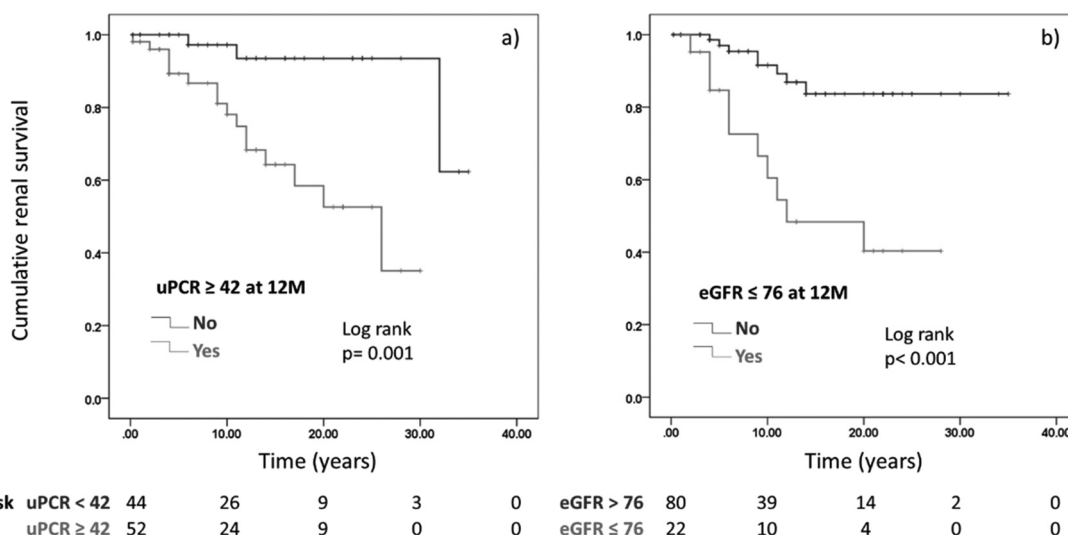 a)
Cumulative renal survival
1.0
0.8
0.6
0.4
0.2
0.0
uPCR ≥ 42 at 12M
No
Yes
Log rank
p= 0.001
.00 10.00 20.00 30.00 40.00
Time (years)
b)
1.0
0.8
0.6
0.4
0.2
0.0
eGFR ≤ 76 at 12M
No
Yes
Log rank
p< 0.001
.00 10.00 20.00 30.00 40.00
Time (years)
sk uPCR < 42 44 26 9 3 0
uPCR ≥ 42 52 24 9 0 0
eGFR > 76 80 39 14 2 0
eGFR ≤ 76 22 10 4 0 0